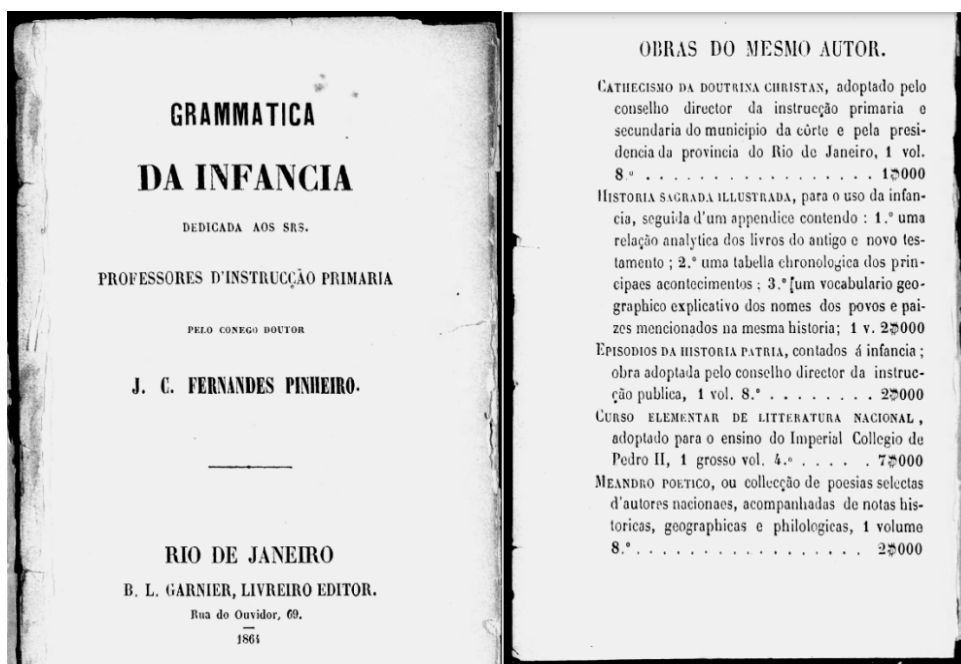 GRAMMATICA
DA INFANCIA
DEDICADA AOS SRS.
PROFESSORES D'INSTRUCÇÃO PRIMARIA
PELO CONEGO DOUTOR
J. C. FERNANDES PINHEIRO.
RIO DE JANEIRO
B. L. GARNIER, LIVREIRO EDITOR.
Rua do Ouvidor, 69.
1864
OBRAS DO MESMO AUTOR.
CATHECISMO DA DOUTRINA CHRISTAN, adoptado pelo
conselho director da instrucção primaria e
secundaria do municipio da côrte e pela presi-
dencia da provincia do Rio de Janeiro, 1 vol.
8.º . . . . . . . . . . . . . . . . . 1$000
HISTORIA SAGRADA ILLUSTRADA, para o uso da infan-
cia, seguida d'um appendice contendo : 1.º uma
relação analytica dos livros do antigo e novo tes-
tamento ; 2.º uma tabella chronologica dos prin-
cipaes acontecimentos ; 3.º [um vocabulario geo-
graphico explicativo dos nomes dos povos e pai-
zes mencionados na mesma historia; 1 v. 2$000
EPISODIOS DA HISTORIA PATRIA, contados á infancia ;
obra adoptada pelo conselho director da instruc-
ção publica, 1 vol. 8.º . . . . . . . . 2$000
CURSO ELEMENTAR DE LITTERATURA NACIONAL ,
adoptado para o ensino do Imperial Collegio de
Pedro II, 1 grosso vol. 4.º . . . . . 7$000
MEANDRO POETICO, ou collecção de poesias selectas
d'autores nacionaes, acompanhadas de notas his-
toricas, geographicas e philologicas, 1 volume
8.º . . . . . . . . . . . . . . . . . 2$000